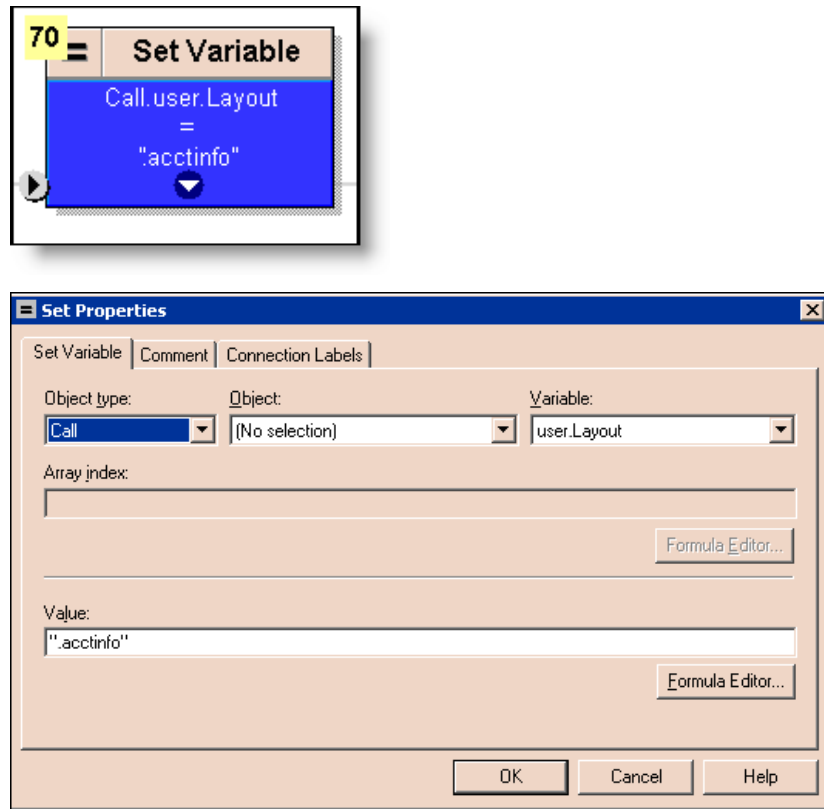 70
= Set Variable
Call.user.Layout
=
".acctinfo"
Set Properties
Set Variable Comment Connection Labels
Object type: Object: Variable:
Call (No selection) user.Layout
Array index:
Formula Editor...
Value:
".acctinfo"
Formula Editor...
OK Cancel Help